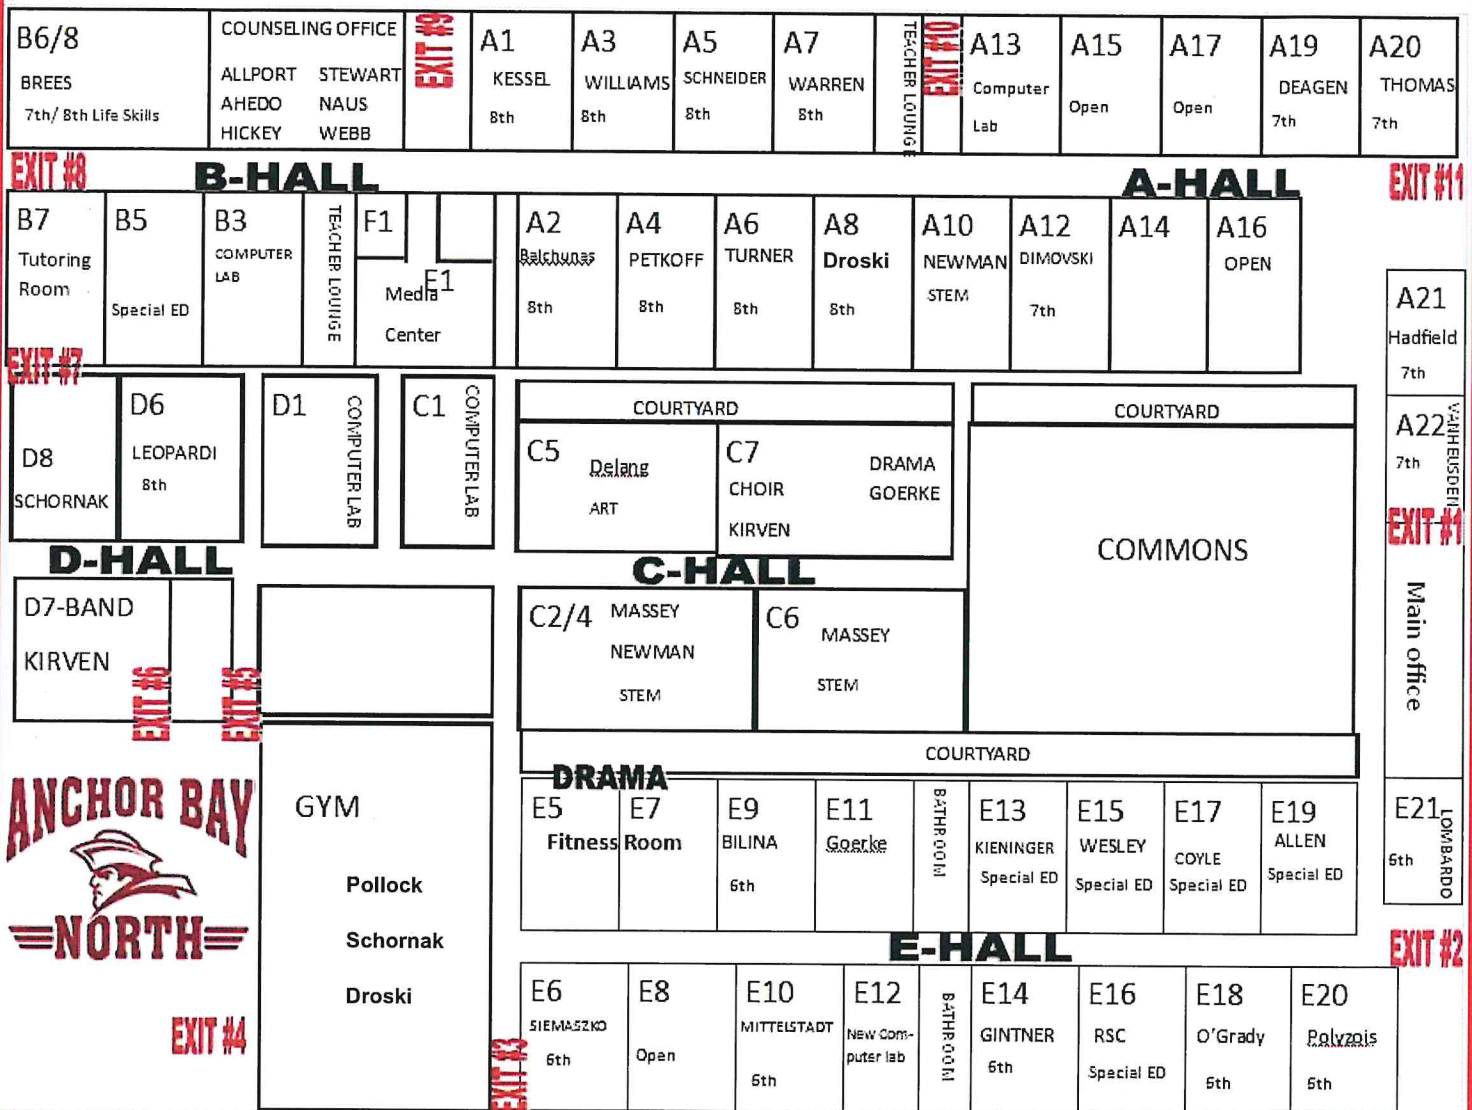 B6/8
BREES
7th/ 8th Life Skills
COUNSELING OFFICE
ALLPORT STEWART
AHEDO NAUS
HICKEY WEBB
EXIT #9
A1
KESSEL
8th
A3
WILLIAMS
8th
A5
SCHNEIDER
8th
A7
WARREN
8th
TEACHER LOUNGE
EXIT #10
A13
Computer
Lab
A15
Open
A17
Open
A19
DEAGEN
7th
A20
THOMAS
7th
EXIT #8
B-HALL
A-HALL
EXIT #11
B7
Tutoring
Room
B5
Special ED
B3
COMPUTER
LAB
TEACHER LOUNGE
F1
F1
Media
Center
A2
Balchunas
8th
A4
PETKOFF
8th
A6
TURNER
8th
A8
Droski
8th
A10
NEWMAN
STEM
A12
DIMOVSKI
7th
A14
A16
OPEN
A21
Hadfield
7th
EXIT #7
D8
SCHORNAK
D6
LEOPARDI
8th
D1
COMPUTER LAB
C1
COMPUTER LAB
COURTYARD
C5
Delang
ART
C7
CHOIR
KIRVEN
DRAMA
GOERKE
COURTYARD
COMMONS
A22
7th
VANHEUSDEN
EXIT #1
D-HALL
C-HALL
D7-BAND
KIRVEN
EXIT #6
EXIT #5
C2/4
MASSEY
NEWMAN
STEM
C6
MASSEY
STEM
Main office
COURTYARD
ANCHOR BAY
NORTH
GYM
Pollock
Schornak
Droski
DRAMA
E5
E7
Fitness Room
E9
BILINA
6th
E11
Goerke
BATHROOM
E13
KIENINGER
Special ED
E15
WESLEY
Special ED
E17
COYLE
Special ED
E19
ALLEN
Special ED
E21
6th
LOMBARDO
E-HALL
EXIT #2
EXIT #4
EXIT #3
E6
SIEMASZKO
6th
E8
Open
E10
MITTELSTADT
6th
E12
New Com-
puter lab
BATHROOM
E14
GINTNER
6th
E16
RSC
Special ED
E18
O'Grady
6th
E20
Polyzois
6th